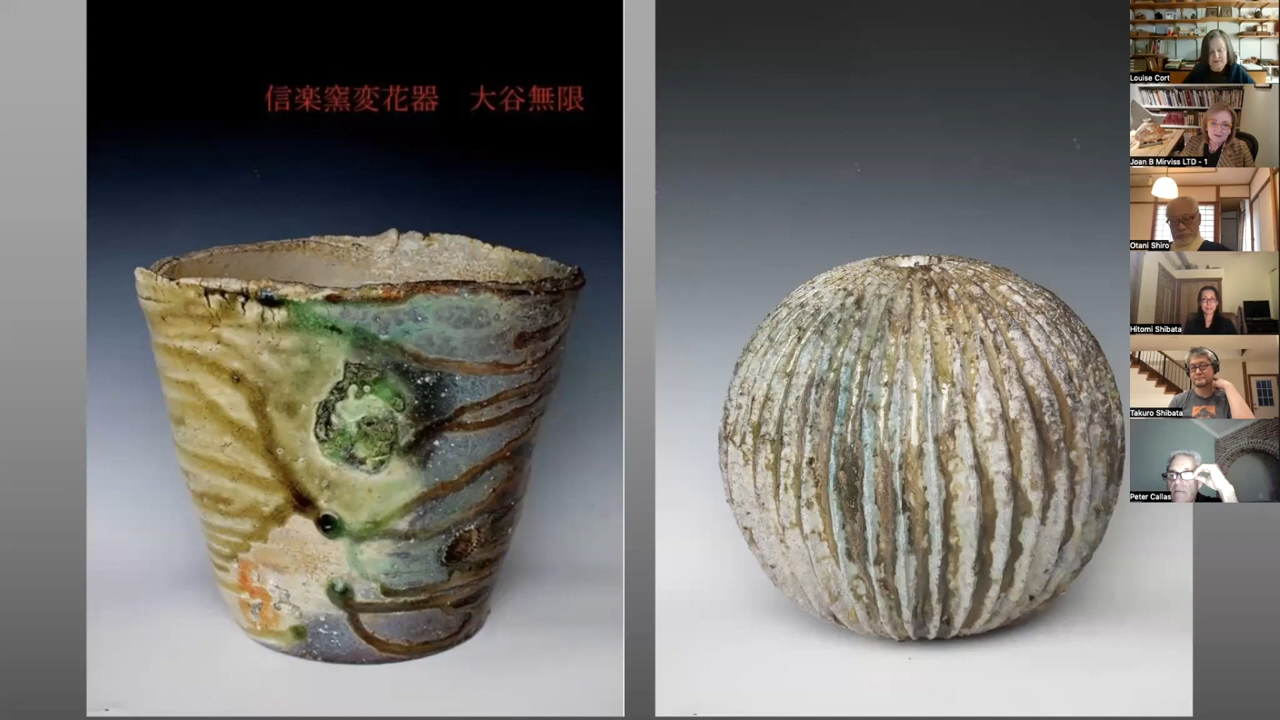 信楽窯変花器　大谷無限
Louise Cort
Joan B Mirviss LTD - 1
Otani Shiro
Hitomi Shibata
Takuro Shibata
Peter Callas